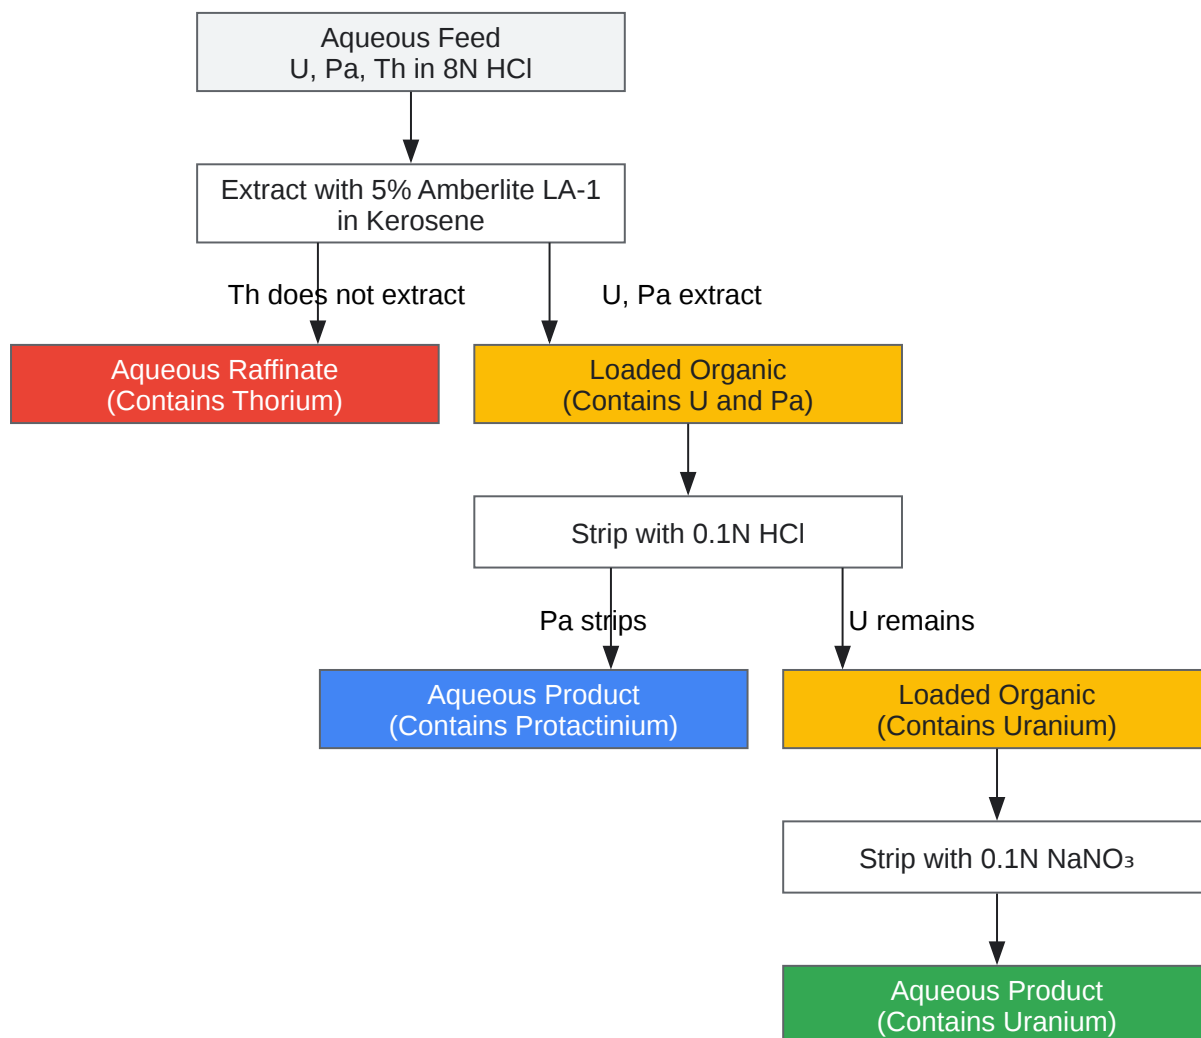 Aqueous Feed
U, Pa, Th in 8N HCl
Extract with 5% Amberlite LA-1
in Kerosene
Th does not extract
U, Pa extract
Aqueous Raffinate
(Contains Thorium)
Loaded Organic
(Contains U and Pa)
Strip with 0.1N HCl
Pa strips
U remains
Aqueous Product
(Contains Protactinium)
Loaded Organic
(Contains Uranium)
Strip with 0.1N NaNO₃
Aqueous Product
(Contains Uranium)